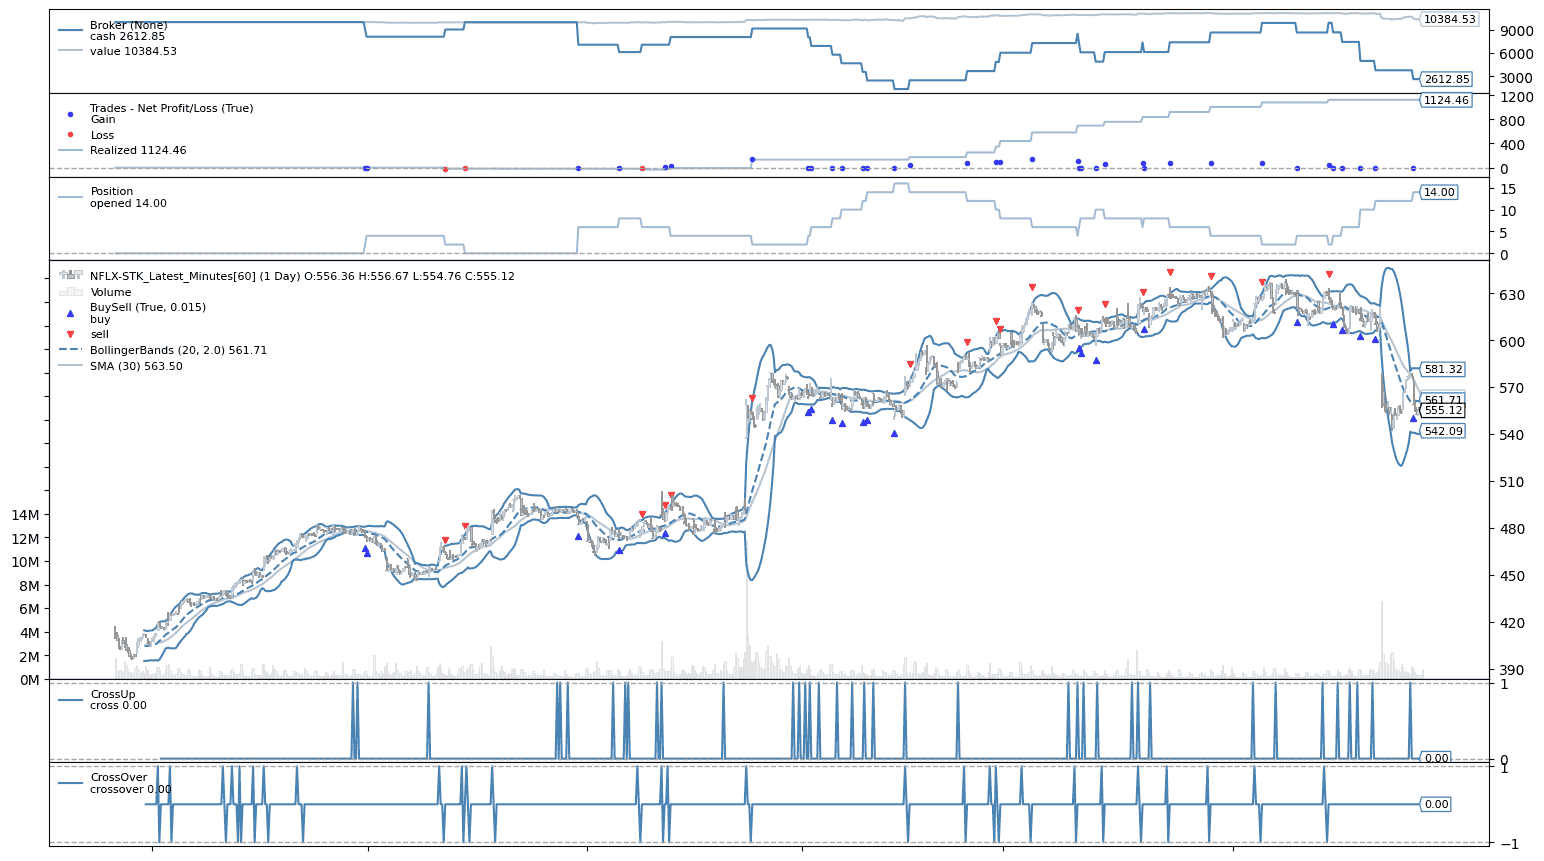 Broker (None)
cash 2612.85
value 10384.53
10384.53
9000
6000
3000
2612.85
Trades - Net Profit/Loss (True)
Gain
Loss
Realized 1124.46
1124.46
1200
800
400
0
Position
opened 14.00
14.00
15
10
5
0
NFLX-STK_Latest_Minutes[60] (1 Day) O:556.36 H:556.67 L:554.76 C:555.12
Volume
BuySell (True, 0.015)
buy
sell
BollingerBands (20, 2.0) 561.71
SMA (30) 563.50
630
600
570
540
510
480
450
420
390
581.32
561.71
555.12
542.09
14M
12M
10M
8M
6M
4M
2M
0M
CrossUp
cross 0.00
1
0
0.00
CrossOver
crossover 0.00
1
0.00
−1